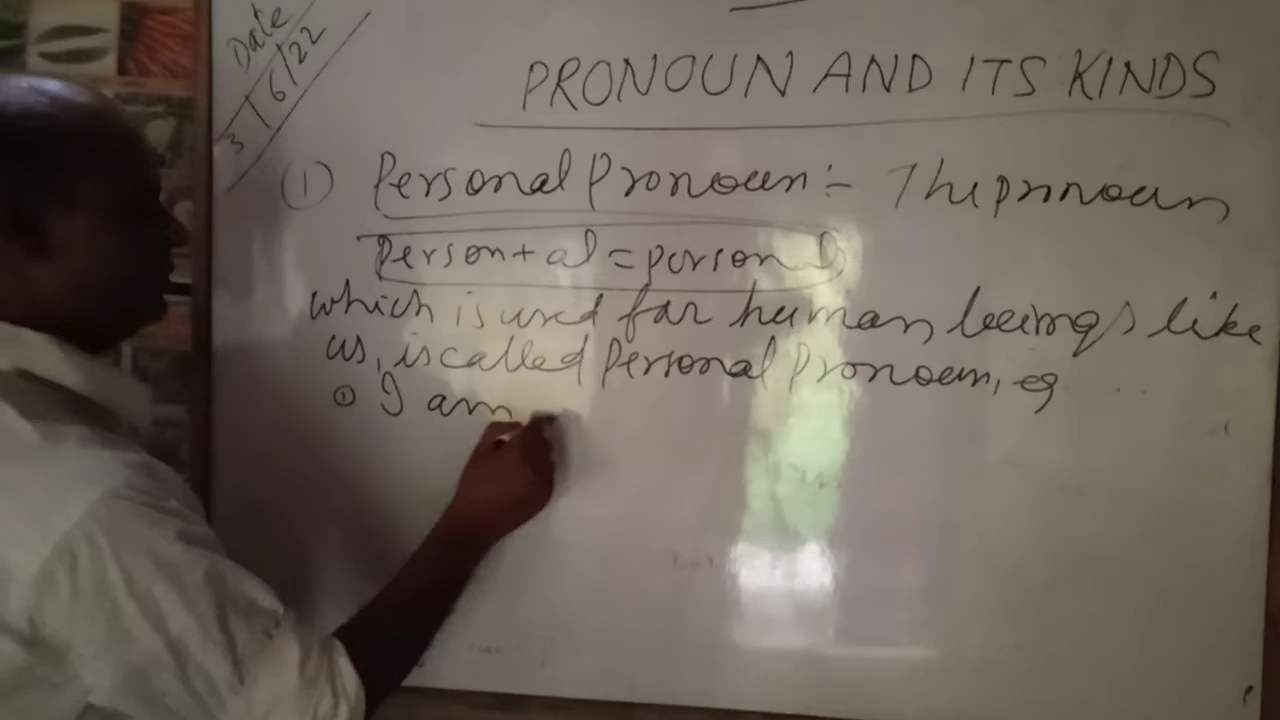 Date
3/6/22
PRONOUN AND ITS KINDS
① Personal Pronoun :- The pronoun
Person + al = personal
which is used for human beings like
us, is called Personal Pronoun, eg
① I am